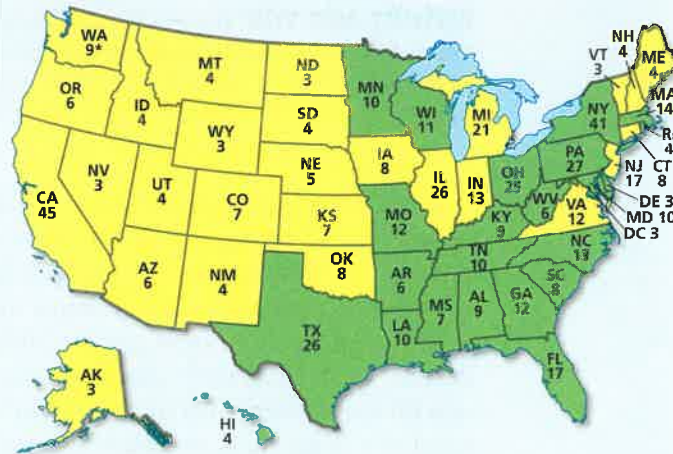 WA
9*
MT
4
ND
3
MN
10
OR
6
ID
4
WY
3
SD
4
WI
11
MI
21
NH
4
VT
3
ME
4
MA
14
NY
41
R
4
CT
8
NJ
17
PA
27
DE 3
MD 10
DC 3
NV
3
UT
4
CO
7
NE
5
IA
8
IL
26
IN
13
OH
25
WV
6
VA
12
CA
45
AZ
6
NM
4
KS
7
OK
8
MO
12
KY
9
TN
10
NC
13
SC
8
AR
6
MS
7
AL
9
GA
12
LA
10
TX
26
FL
17
AK
3
HI
4